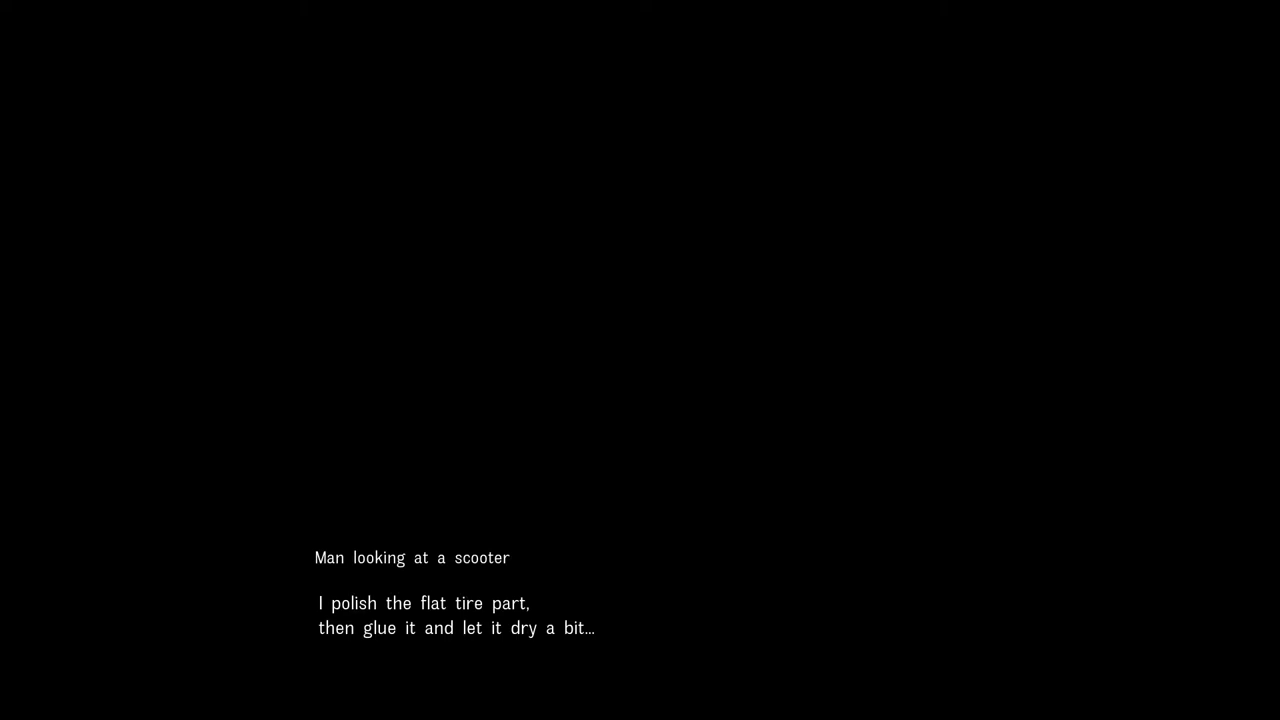 Man looking at a scooter
I polish the flat tire part,
then glue it and let it dry a bit…